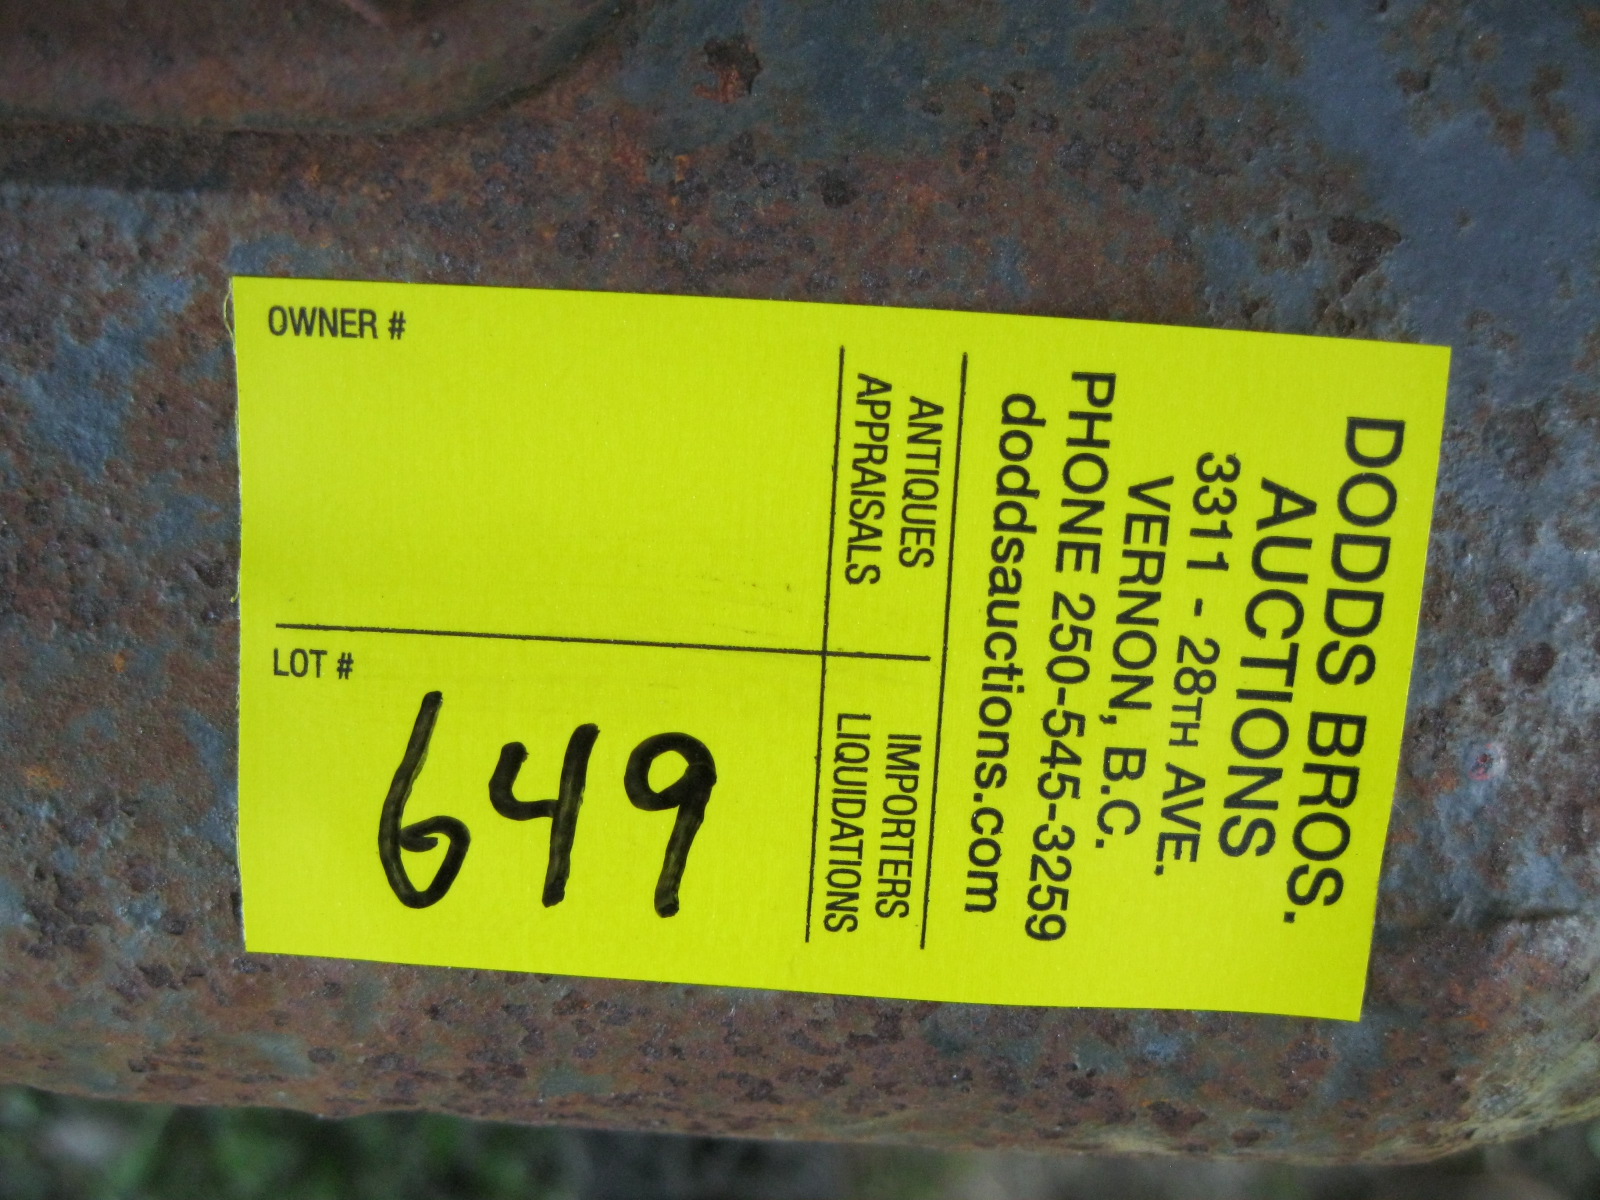 DODDS BROS.
AUCTIONS
3311 - 28TH AVE.
VERNON, B.C.
PHONE 250-545-3259
doddsauctions.com
ANTIQUES
APPRAISALS
IMPORTERS
LIQUIDATIONS
OWNER #
LOT #
649